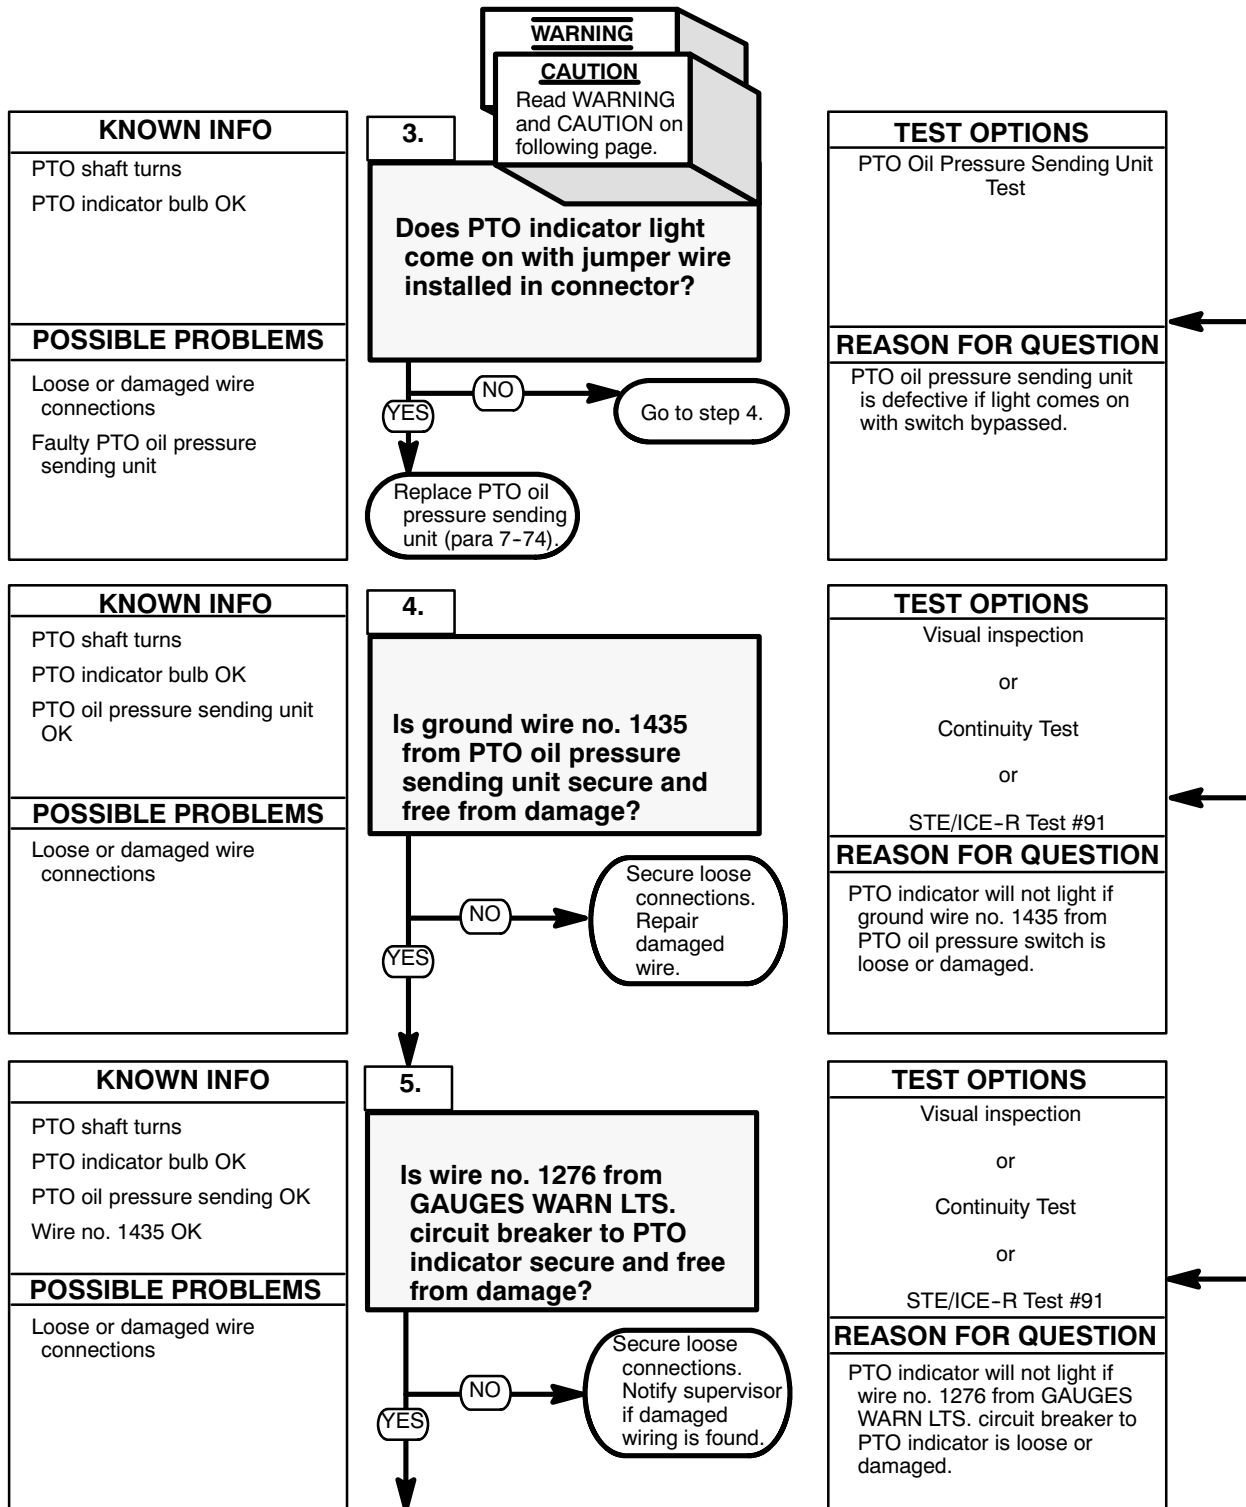 WARNING
CAUTION
Read WARNING
and CAUTION on
following page.
KNOWN INFO
PTO shaft turns
PTO indicator bulb OK
POSSIBLE PROBLEMS
Loose or damaged wire
connections
Faulty PTO oil pressure
sending unit
3.
Does PTO indicator light
come on with jumper wire
installed in connector?
NO
Go to step 4.
YES
Replace PTO oil
pressure sending
unit (para 7-74).
TEST OPTIONS
PTO Oil Pressure Sending Unit
Test
REASON FOR QUESTION
PTO oil pressure sending unit
is defective if light comes on
with switch bypassed.
KNOWN INFO
PTO shaft turns
PTO indicator bulb OK
PTO oil pressure sending unit
OK
POSSIBLE PROBLEMS
Loose or damaged wire
connections
4.
Is ground wire no. 1435
from PTO oil pressure
sending unit secure and
free from damage?
NO
Secure loose
connections.
Repair
damaged
wire.
YES
TEST OPTIONS
Visual inspection
or
Continuity Test
or
STE/ICE-R Test #91
REASON FOR QUESTION
PTO indicator will not light if
ground wire no. 1435 from
PTO oil pressure switch is
loose or damaged.
KNOWN INFO
PTO shaft turns
PTO indicator bulb OK
PTO oil pressure sending OK
Wire no. 1435 OK
POSSIBLE PROBLEMS
Loose or damaged wire
connections
5.
Is wire no. 1276 from
GAUGES WARN LTS.
circuit breaker to PTO
indicator secure and free
from damage?
NO
Secure loose
connections.
Notify supervisor
if damaged
wiring is found.
YES
TEST OPTIONS
Visual inspection
or
Continuity Test
or
STE/ICE-R Test #91
REASON FOR QUESTION
PTO indicator will not light if
wire no. 1276 from GAUGES
WARN LTS. circuit breaker to
PTO indicator is loose or
damaged.